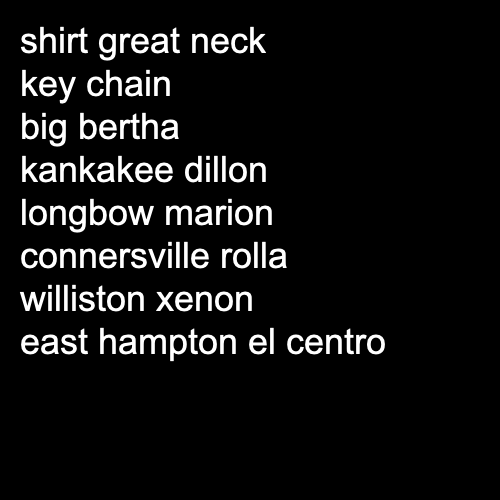 shirt great neck
key chain
big bertha
kankakee dillon
longbow marion
connersville rolla
williston xenon
east hampton el centro